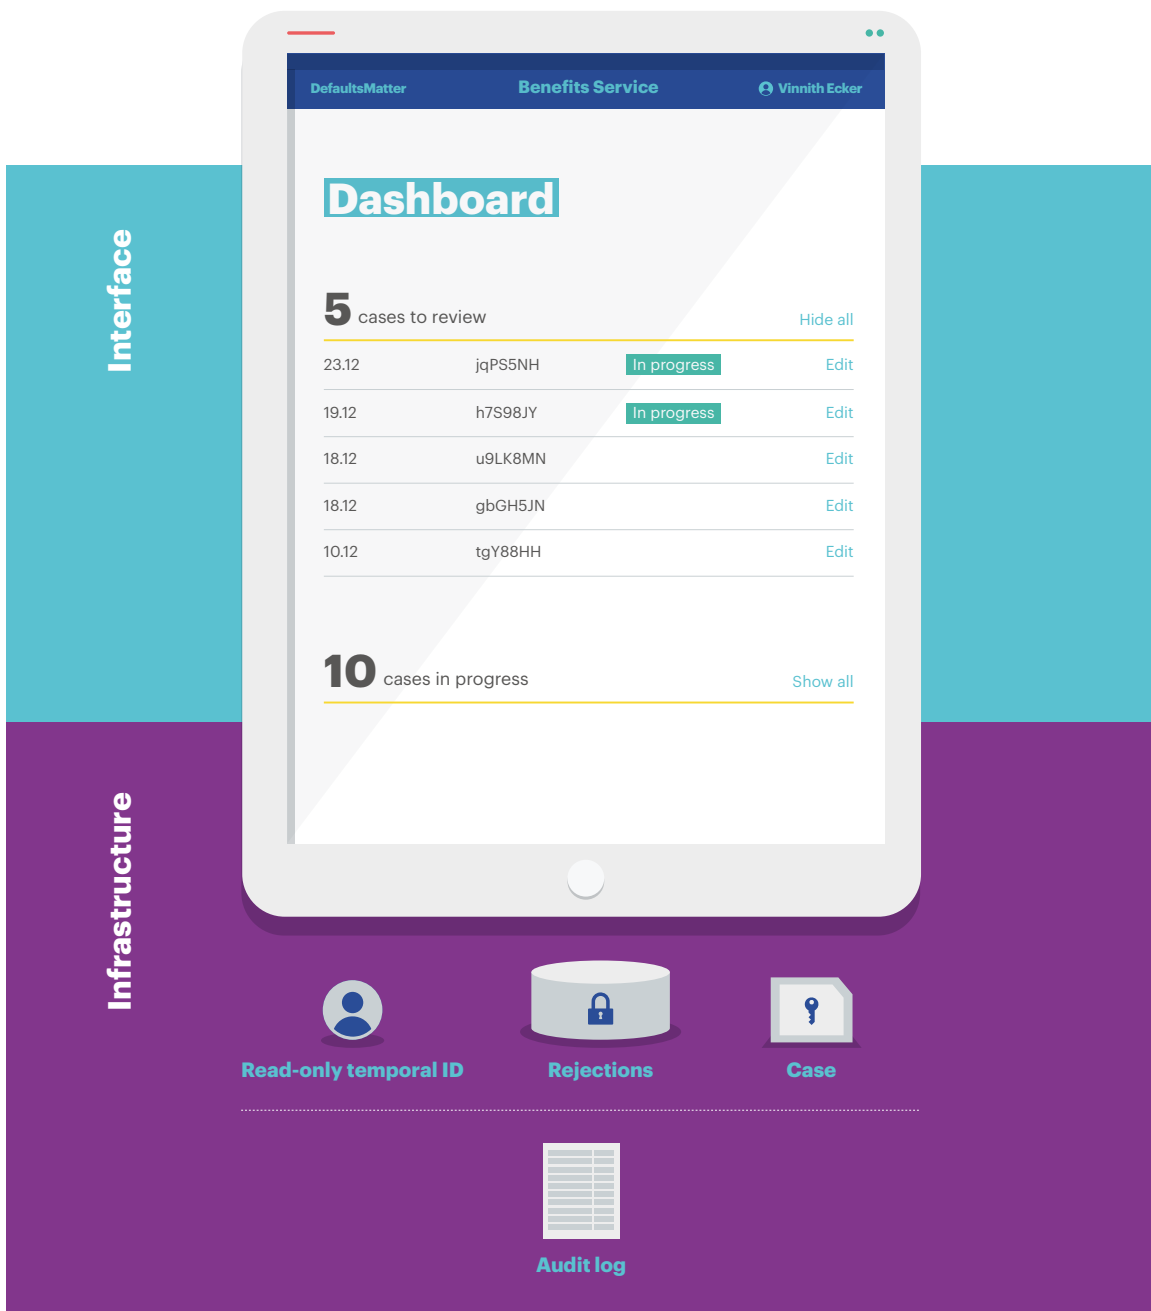 DefaultsMatter Benefits Service Vinnith Ecker
Dashboard
Interface
5 cases to review Hide all
23.12 jqPS5NH In progress Edit
19.12 h7S98JY In progress Edit
18.12 u9LK8MN Edit
18.12 gbGH5JN Edit
10.12 tgY88HH Edit
10 cases in progress Show all
Infrastructure
Read-only temporal ID Rejections Case
Audit log